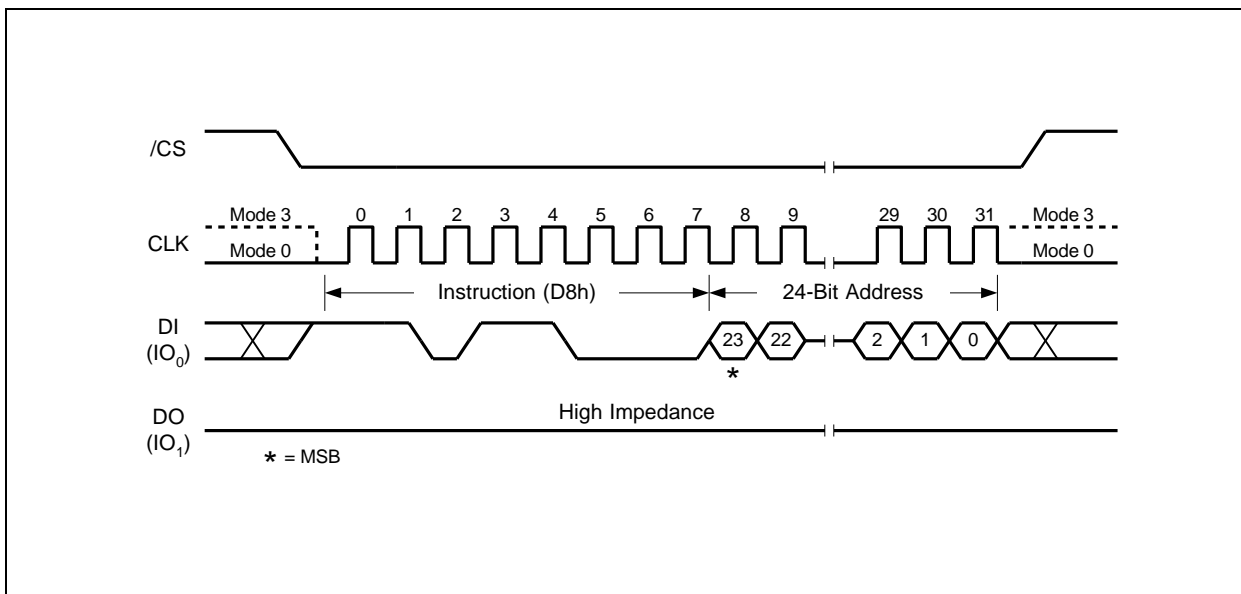 /CS
Mode 3 0 1 2 3 4 5 6 7 8 9 29 30 31 Mode 3
CLK
Mode 0 Mode 0
Instruction (D8h) 24-Bit Address
DI
(IO0)
23 22 2 1 0
*
High Impedance
DO
(IO1)
* = MSB